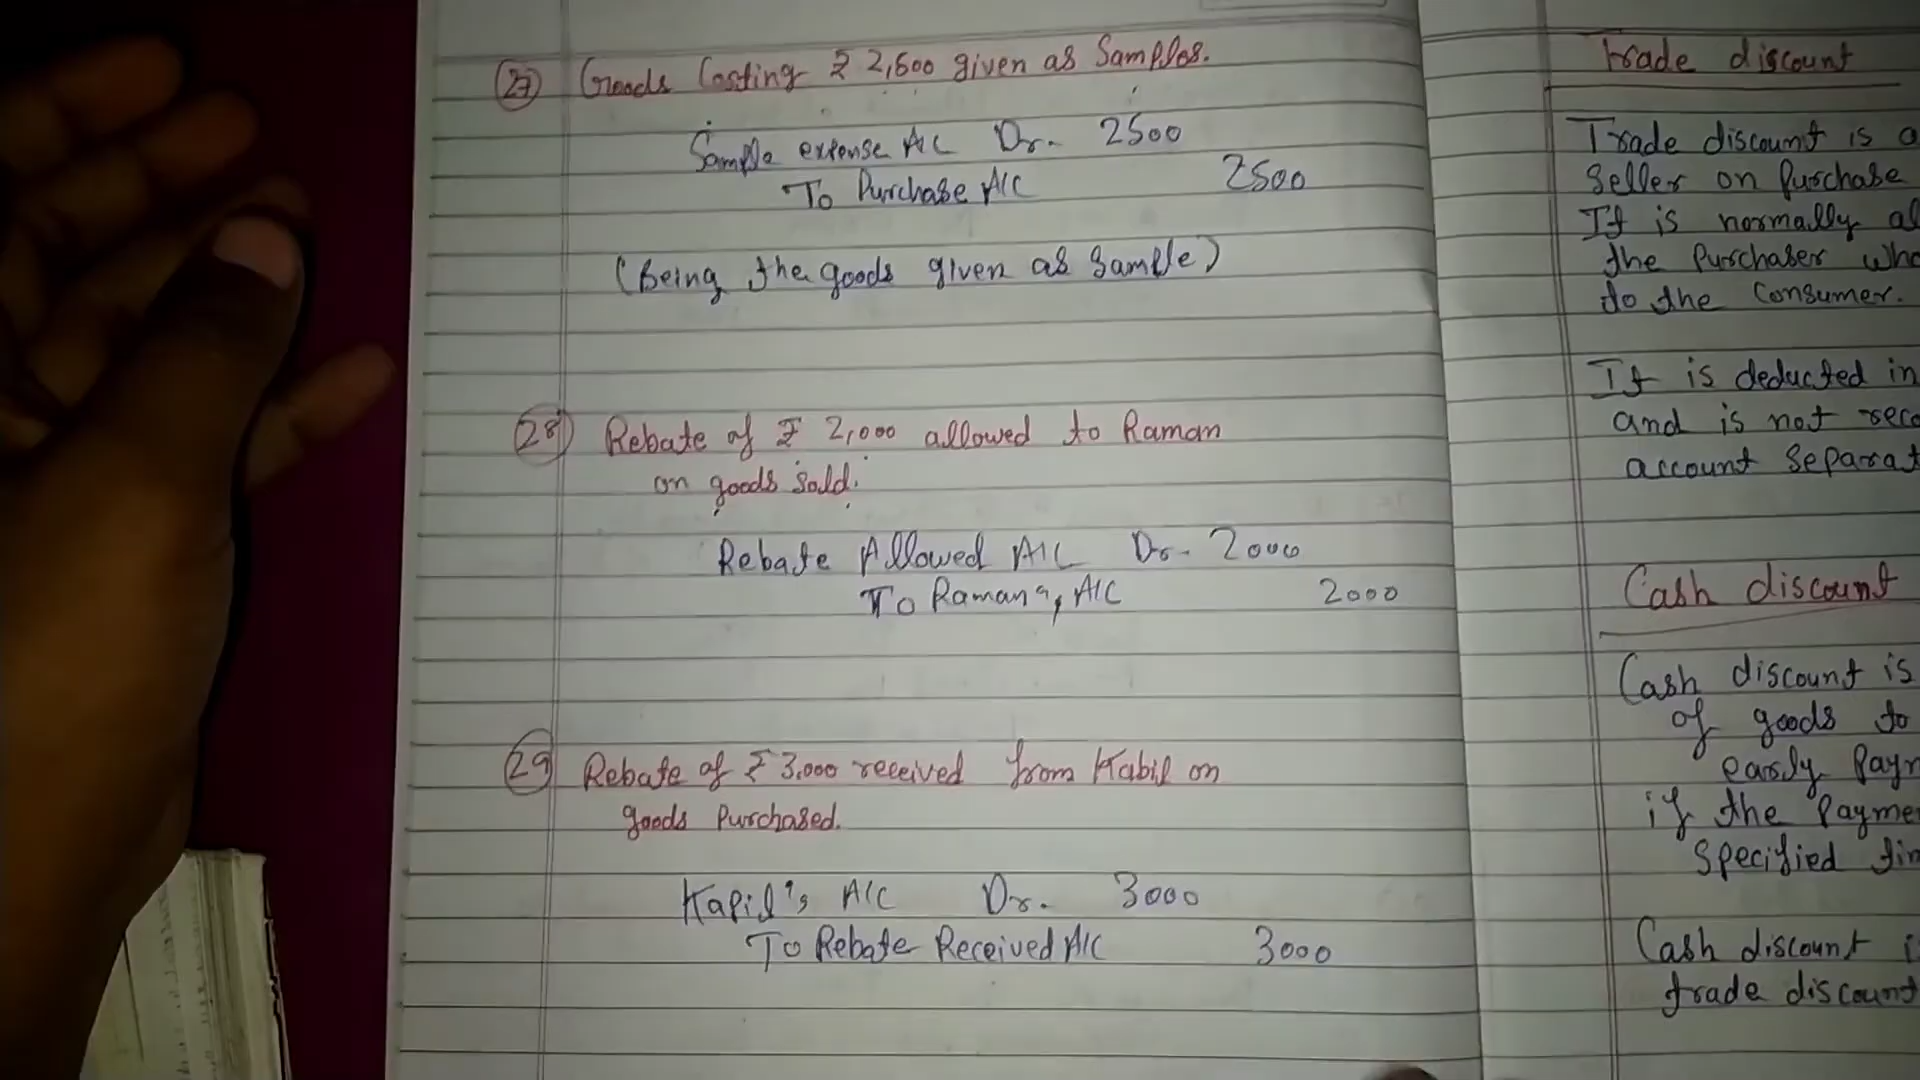 27 Goods Costing ₹ 2,500 given as Samples.
Sample expense A/C Dr. 2500
To Purchase A/C 2500
(Being the goods given as Sample)
28 Rebate of ₹ 2,000 allowed to Raman
on goods sold.
Rebate Allowed A/C Dr. 2000
To Raman's A/C 2000
29 Rebate of ₹ 3,000 received from Kapil on
goods Purchased.
Kapil's A/C Dr. 3000
To Rebate Received A/C 3000
Trade discount
Trade discount is a
Seller on Purchase
It is normally al
the Purchaser who
to the Consumer.
It is deducted in
and is not reco
account Separat
Cash discount
Cash discount is
of goods to
early Paym
if the Payme
Specified tim
Cash discount i
trade discount